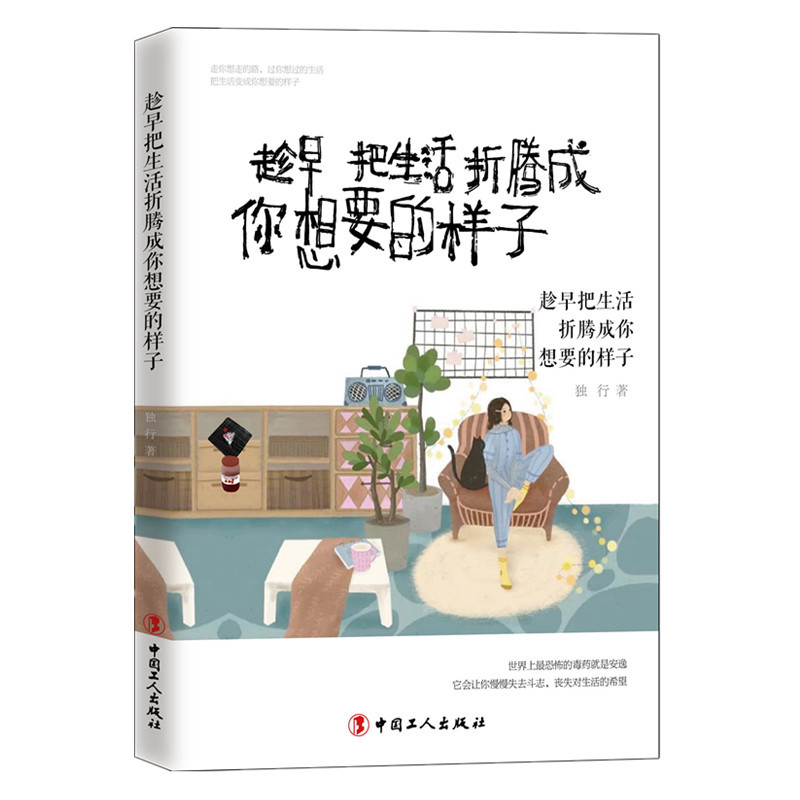 走你想走的路，过你想过的生活
把生活变成你想要的样子
趁早 把生活折腾成
你想要的样子
趁早把生活
折腾成你
想要的样子
独 行 著
世界上最恐怖的毒药就是安逸
它会让你慢慢失去斗志，丧失对生活的希望
中国工人出版社
趁早把生活折腾成你想要的样子
独行 著
中国工人
出版社